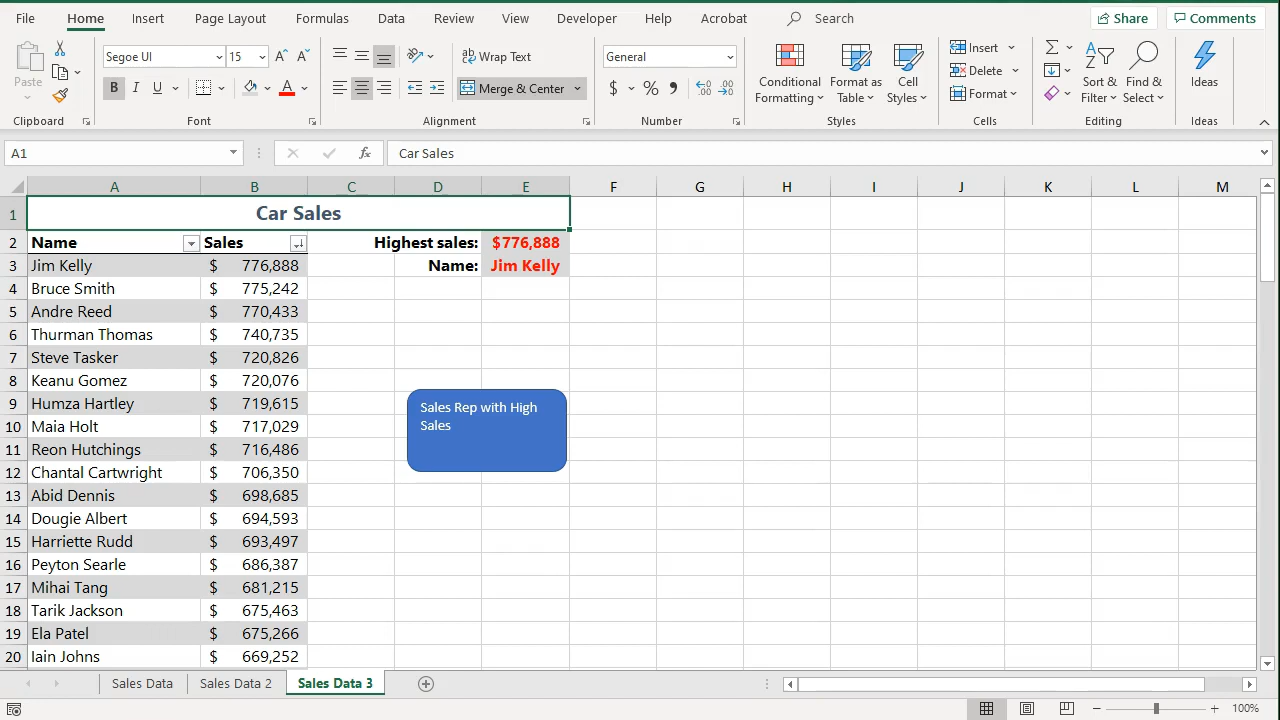 File Home Insert Page Layout Formulas Data Review View Developer Help Acrobat Search Share Comments
Paste
Clipboard
Segoe UI 15
B I U
Font
Wrap Text
Merge & Center
Alignment
General
$ % 9
Number
Conditional Formatting
Format as Table
Cell Styles
Styles
Insert
Delete
Format
Cells
Sort & Filter
Find & Select
Editing
Ideas
Ideas
A1 fx Car Sales
A B C D E F G H I J K L M
1 Car Sales
2 Name Sales Highest sales: $776,888
3 Jim Kelly $ 776,888 Name: Jim Kelly
4 Bruce Smith $ 775,242
5 Andre Reed $ 770,433
6 Thurman Thomas $ 740,735
7 Steve Tasker $ 720,826
8 Keanu Gomez $ 720,076
9 Humza Hartley $ 719,615
10 Maia Holt $ 717,029
11 Reon Hutchings $ 716,486
12 Chantal Cartwright $ 706,350
Sales Rep with High
Sales
13 Abid Dennis $ 698,685
14 Dougie Albert $ 694,593
15 Harriette Rudd $ 693,497
16 Peyton Searle $ 686,387
17 Mihai Tang $ 681,215
18 Tarik Jackson $ 675,463
19 Ela Patel $ 675,266
20 Iain Johns $ 669,252
Sales Data Sales Data 2 Sales Data 3
100%